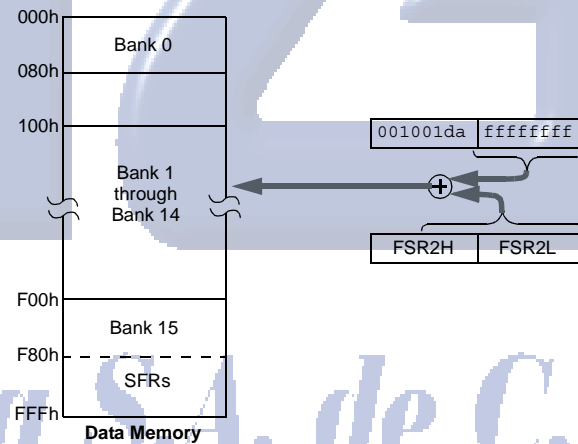 000h
Bank 0
080h
100h
001001da ffffffff
Bank 1
through
Bank 14
FSR2H FSR2L
F00h
Bank 15
F80h
SFRs
FFFh
Data Memory
a S.A. de C.